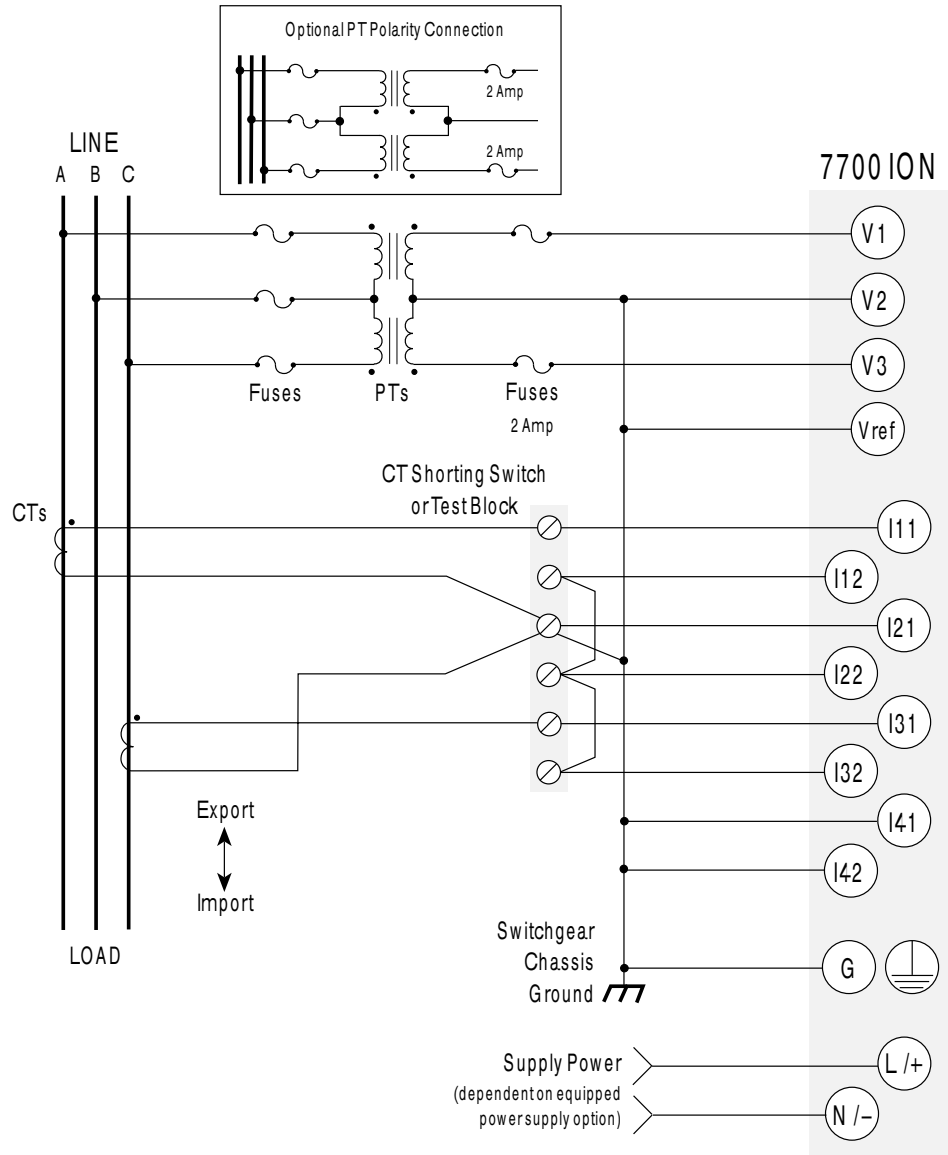 Optional PT Polarity Connection
2 Amp
2 Amp
LINE
A B C
7700 ION
V1
V2
V3
Fuses PTs Fuses
2 Amp
Vref
CT Shorting Switch
or Test Block
CTs
I11
I12
I21
I22
I31
I32
Export
Import
I41
I42
LOAD
Switchgear
Chassis
Ground
G
Supply Power
(dependent on equipped
power supply option)
L /+
N /–